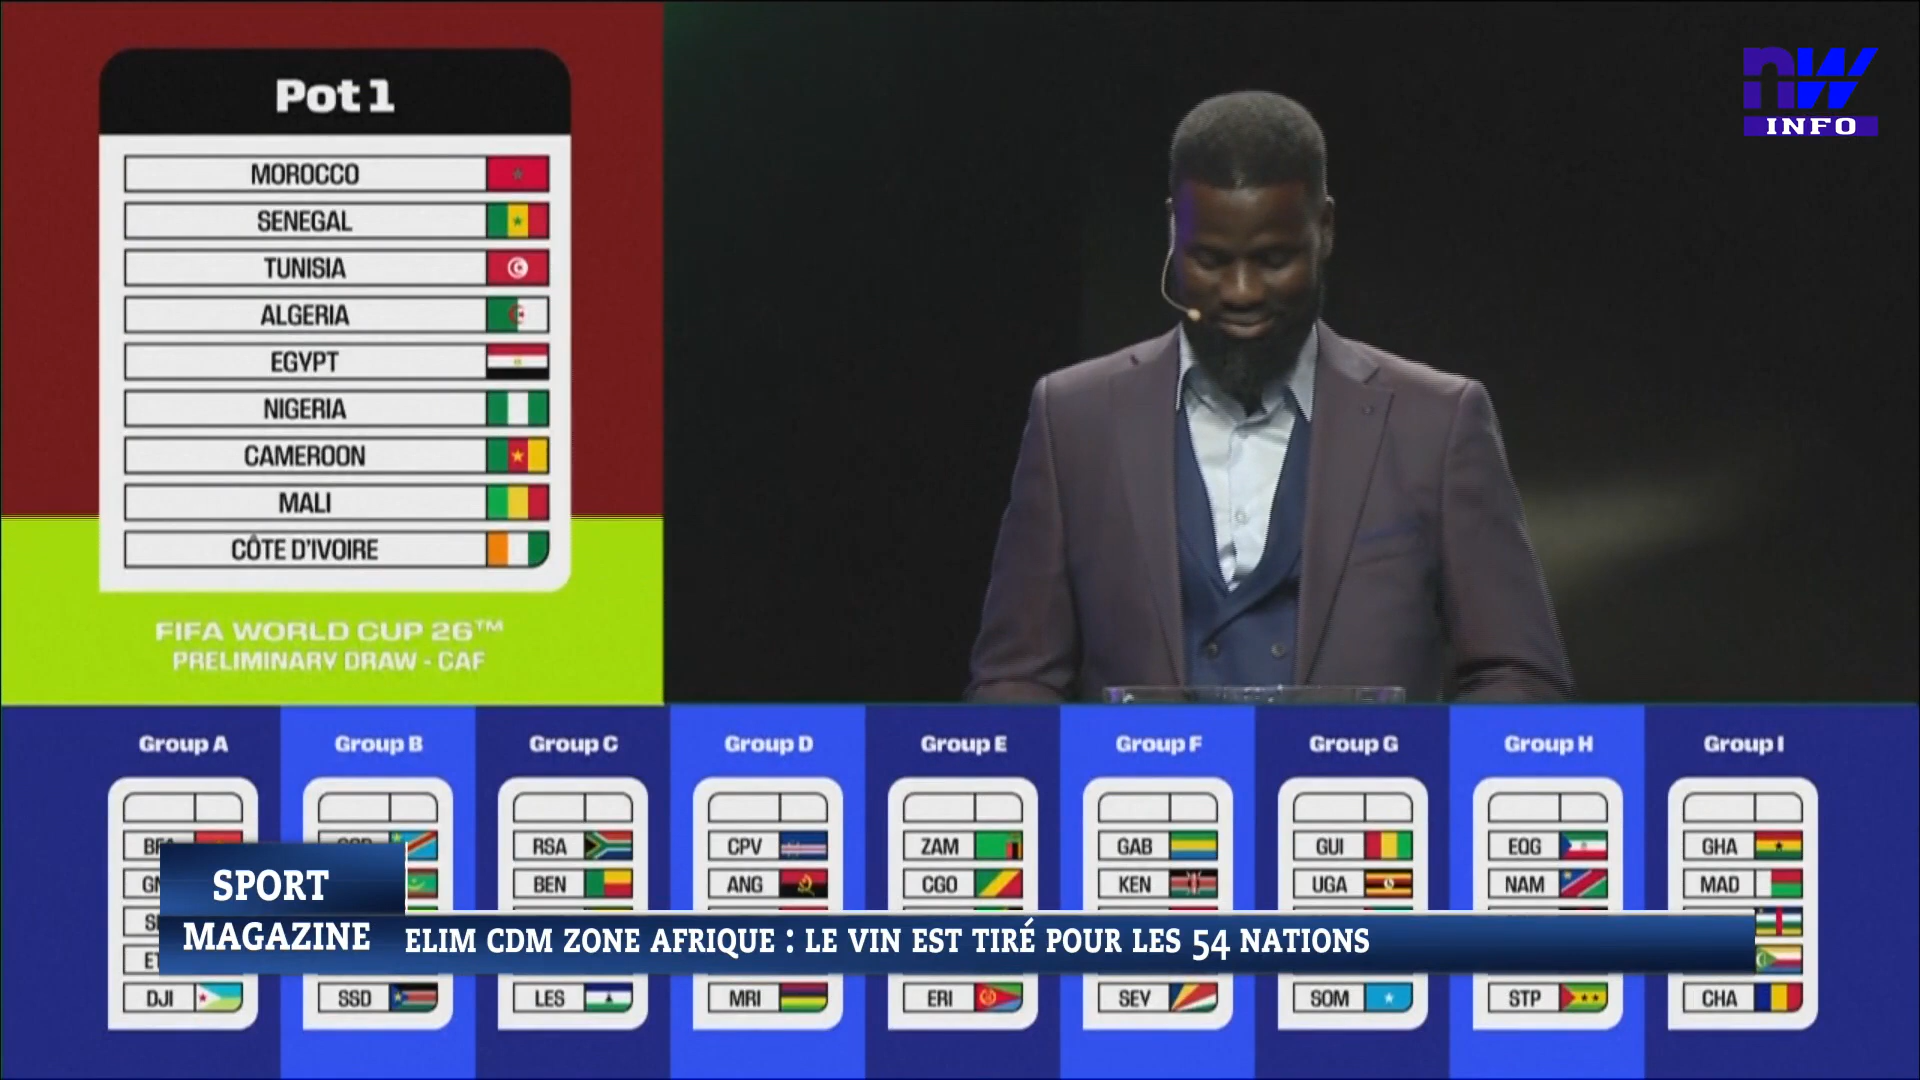 Pot 1
MOROCCO
SENEGAL
TUNISIA
ALGERIA
EGYPT
NIGERIA
CAMEROON
MALI
CÔTE D'IVOIRE
FIFA WORLD CUP 26™
PRELIMINARY DRAW - CAF
nw
INFO
Group A Group B Group C Group D Group E Group F Group G Group H Group I
RSA CPV ZAM GAB GUI EQG GHA
BEN ANG CGO KEN UGA NAM MAD
SPORT
MAGAZINE
ELIM CDM ZONE AFRIQUE : LE VIN EST TIRÉ POUR LES 54 NATIONS
DJI SSD LES MRI ERI SEY SOM STP CHA